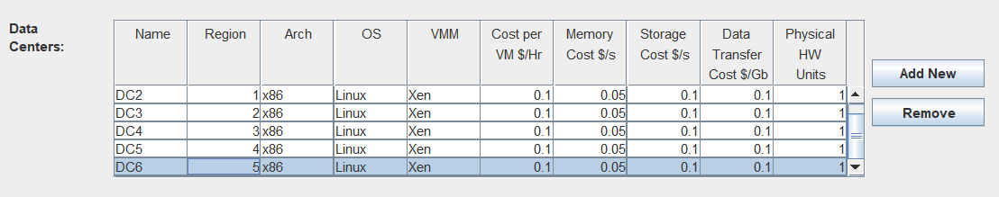 Data
Centers:
Name Region Arch OS VMM Cost per VM $/Hr Memory Cost $/s Storage Cost $/s Data Transfer Cost $/Gb Physical HW Units
DC2 1 x86 Linux Xen 0.1 0.05 0.1 0.1 1
DC3 2 x86 Linux Xen 0.1 0.05 0.1 0.1 1
DC4 3 x86 Linux Xen 0.1 0.05 0.1 0.1 1
DC5 4 x86 Linux Xen 0.1 0.05 0.1 0.1 1
DC6 5 x86 Linux Xen 0.1 0.05 0.1 0.1 1
Add New
Remove